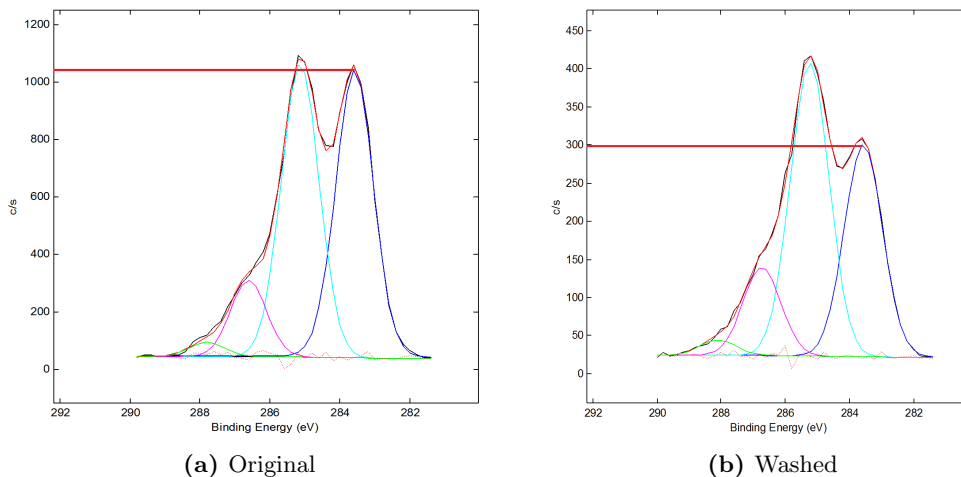 1200
1000
800
600
400
200
0
c/s
292 290 288 286 284 282
Binding Energy (eV)
(a) Original
450
400
350
300
250
200
150
100
50
0
c/s
292 290 288 286 284 282
Binding Energy (eV)
(b) Washed